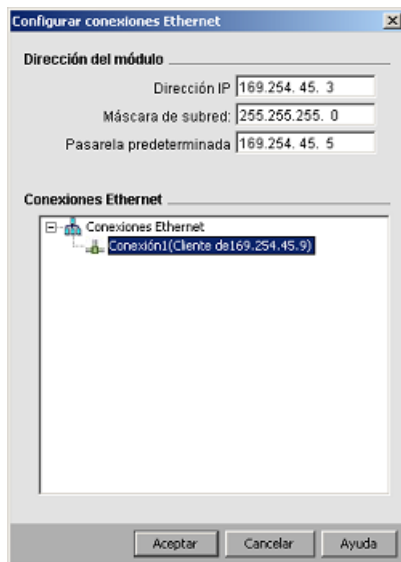 Configurar conexiones Ethernet
Dirección del módulo
Dirección IP 169.254. 45. 3
Máscara de subred: 255.255.255. 0
Pasarela predeterminada 169.254. 45. 5
Conexiones Ethernet
Conexiones Ethernet
Conexión1(Cliente de169.254.45.9)
Aceptar Cancelar Ayuda